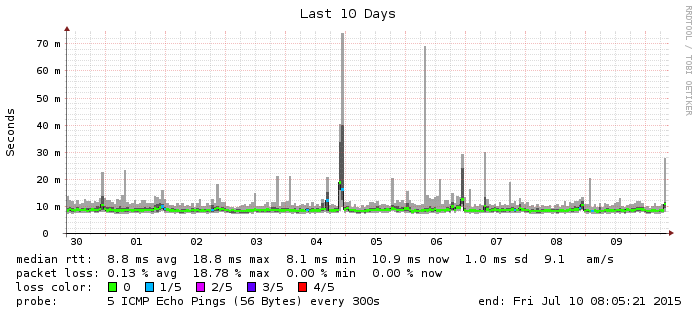 Last 10 Days
RRDTOOL / TOBI OETIKER
Seconds
70 m
60 m
50 m
40 m
30 m
20 m
10 m
0
30 01 02 03 04 05 06 07 08 09
median rtt: 8.8 ms avg 18.8 ms max 8.1 ms min 10.9 ms now 1.0 ms sd 9.1 am/s
packet loss: 0.13 % avg 18.78 % max 0.00 % min 0.00 % now
loss color: 0 1/5 2/5 3/5 4/5
probe: 5 ICMP Echo Pings (56 Bytes) every 300s end: Fri Jul 10 08:05:21 2015